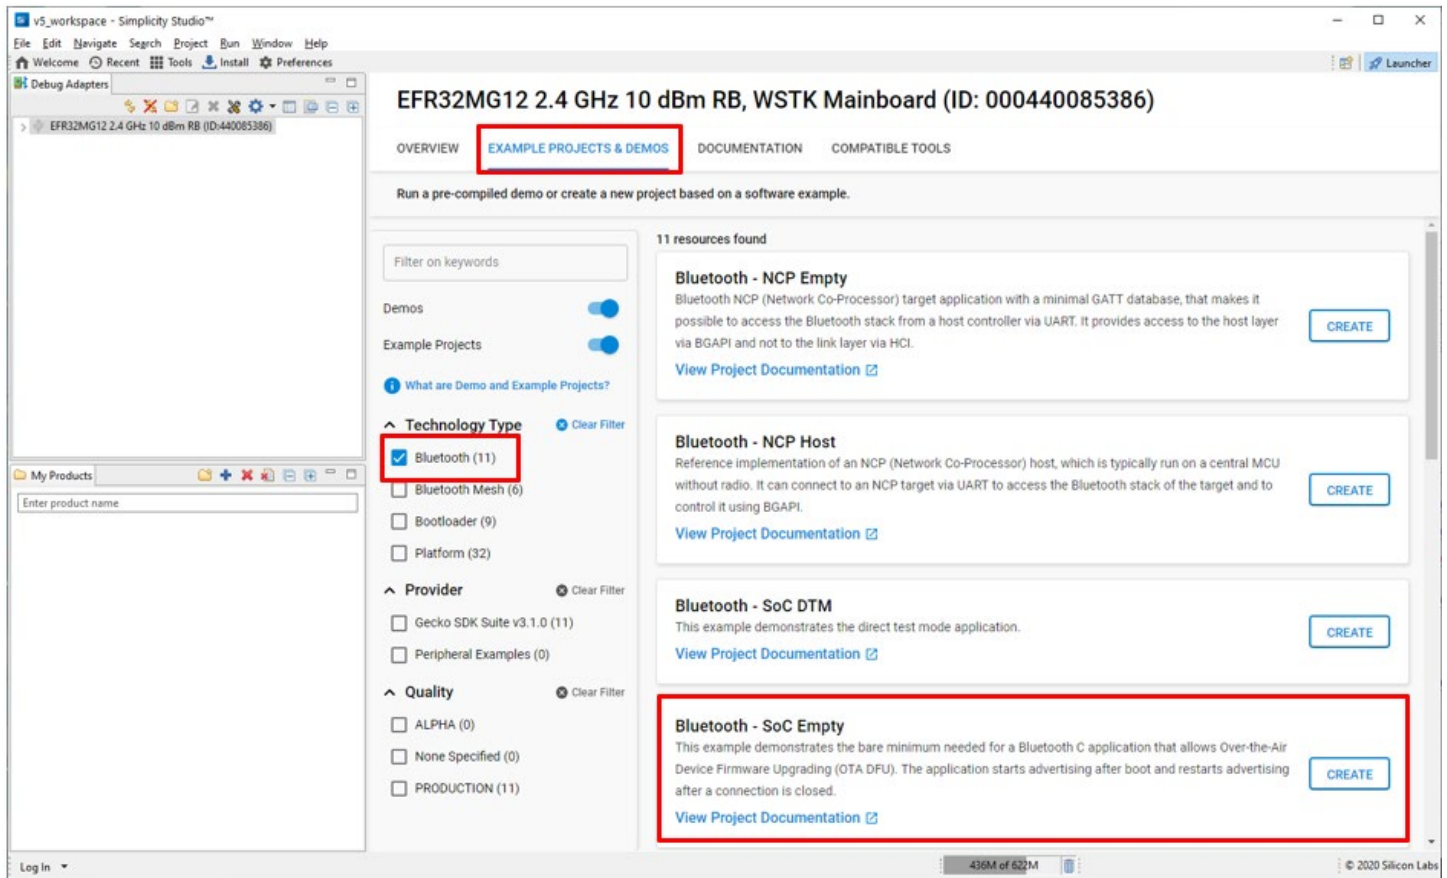 v5_workspace - Simplicity Studio™
File Edit Navigate Search Project Run Window Help
Welcome Recent Tools Install Preferences
Launcher
Debug Adapters
EFR32MG12 2.4 GHz 10 dBm RB (ID:440085386)
EFR32MG12 2.4 GHz 10 dBm RB, WSTK Mainboard (ID: 000440085386)
OVERVIEW EXAMPLE PROJECTS & DEMOS DOCUMENTATION COMPATIBLE TOOLS
Run a pre-compiled demo or create a new project based on a software example.
My Products
Enter product name
Filter on keywords
Demos
Example Projects
What are Demo and Example Projects?
Technology Type Clear Filter
Bluetooth (11)
Bluetooth Mesh (6)
Bootloader (9)
Platform (32)
Provider Clear Filter
Gecko SDK Suite v3.1.0 (11)
Peripheral Examples (0)
Quality Clear Filter
ALPHA (0)
None Specified (0)
PRODUCTION (11)
11 resources found
Bluetooth - NCP Empty
Bluetooth NCP (Network Co-Processor) target application with a minimal GATT database, that makes it
possible to access the Bluetooth stack from a host controller via UART. It provides access to the host layer
via BGAPI and not to the link layer via HCI.
View Project Documentation
CREATE
Bluetooth - NCP Host
Reference implementation of an NCP (Network Co-Processor) host, which is typically run on a central MCU
without radio. It can connect to an NCP target via UART to access the Bluetooth stack of the target and to
control it using BGAPI.
View Project Documentation
CREATE
Bluetooth - SoC DTM
This example demonstrates the direct test mode application.
View Project Documentation
CREATE
Bluetooth - SoC Empty
This example demonstrates the bare minimum needed for a Bluetooth C application that allows Over-the-Air
Device Firmware Upgrading (OTA DFU). The application starts advertising after boot and restarts advertising
after a connection is closed.
View Project Documentation
CREATE
Log In
436M of 622M
© 2020 Silicon Labs